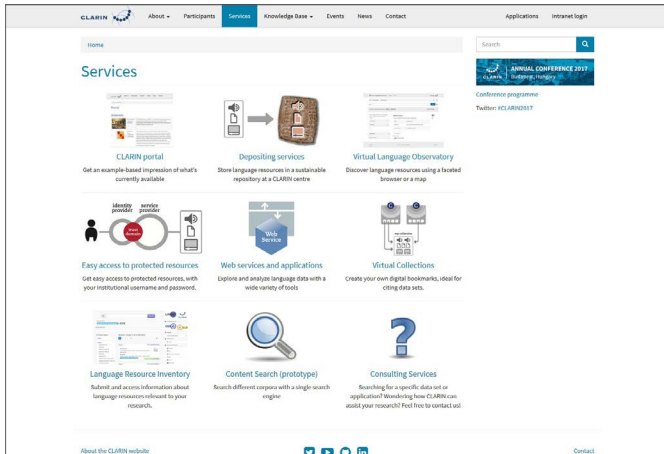 CLARIN
About
Participants
Services
Knowledge Base
Events
News
Contact
Applications
Intranet login
Home
Search
Services
CLARIN
ANNUAL CONFERENCE 2017
Budapest, Hungary
Conference programme
Twitter: #CLARIN2017
CLARIN portal
Get an example-based impression of what's
currently available
Depositing services
Store language resources in a sustainable
repository at a CLARIN centre
Virtual Language Observatory
Discover language resources using a faceted
browser or a map
identity provider
service provider
trust domain
Easy access to protected resources
Get easy access to protected resources, with
your institutional username and password.
Web Service
Web services and applications
Explore and analyze language data with a
wide variety of tools
Virtual Collections
Create your own digital bookmarks, ideal for
citing data sets.
Language Resource Inventory
Submit and access information about
language resources relevant to your
research.
Content Search (prototype)
Search different corpora with a single search
engine
Consulting Services
Searching for a specific data set or
application? Wondering how CLARIN can
assist your research? Feel free to contact us!
About the CLARIN website
Contact